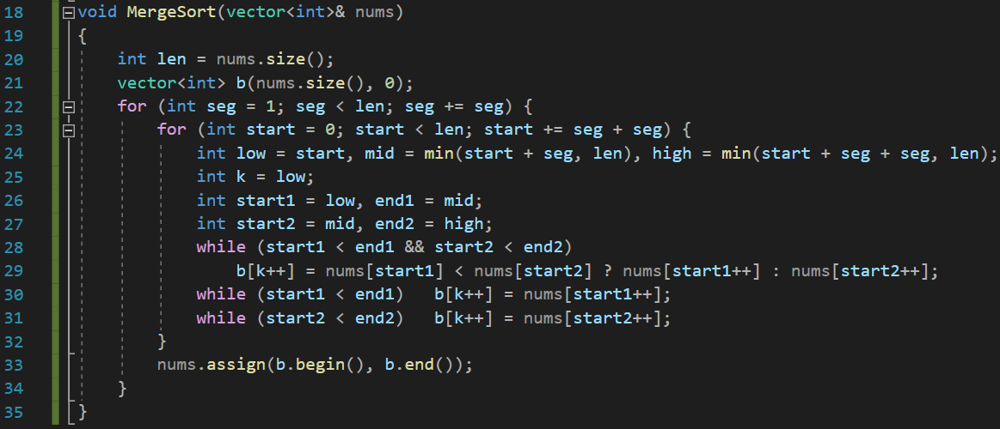 18 void MergeSort(vector<int>& nums)
19 {
20     int len = nums.size();
21     vector<int> b(nums.size(), 0);
22     for (int seg = 1; seg < len; seg += seg) {
23         for (int start = 0; start < len; start += seg + seg) {
24             int low = start, mid = min(start + seg, len), high = min(start + seg + seg, len);
25             int k = low;
26             int start1 = low, end1 = mid;
27             int start2 = mid, end2 = high;
28             while (start1 < end1 && start2 < end2)
29                 b[k++] = nums[start1] < nums[start2] ? nums[start1++] : nums[start2++];
30             while (start1 < end1)   b[k++] = nums[start1++];
31             while (start2 < end2)   b[k++] = nums[start2++];
32         }
33         nums.assign(b.begin(), b.end());
34     }
35 }